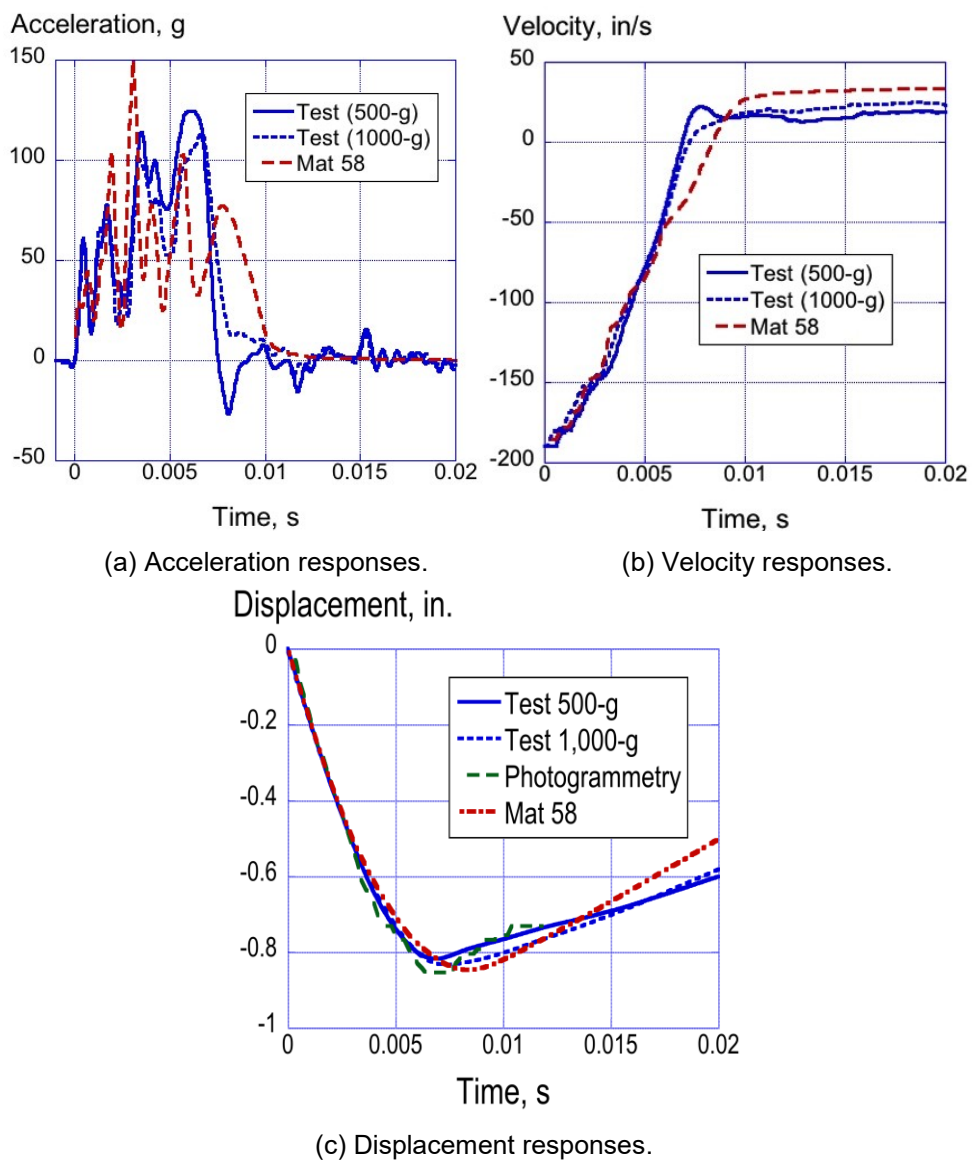 Acceleration, g
150
100
50
0
-50
Test (500-g)
Test (1000-g)
Mat 58
0 0.005 0.01 0.015 0.02
Time, s
(a) Acceleration responses.
Velocity, in/s
50
0
-50
-100
-150
-200
Test (500-g)
Test (1000-g)
Mat 58
0 0.005 0.01 0.015 0.02
Time, s
(b) Velocity responses.
Displacement, in.
0
-0.2
-0.4
-0.6
-0.8
-1
Test 500-g
Test 1,000-g
Photogrammetry
Mat 58
0 0.005 0.01 0.015 0.02
Time, s
(c) Displacement responses.